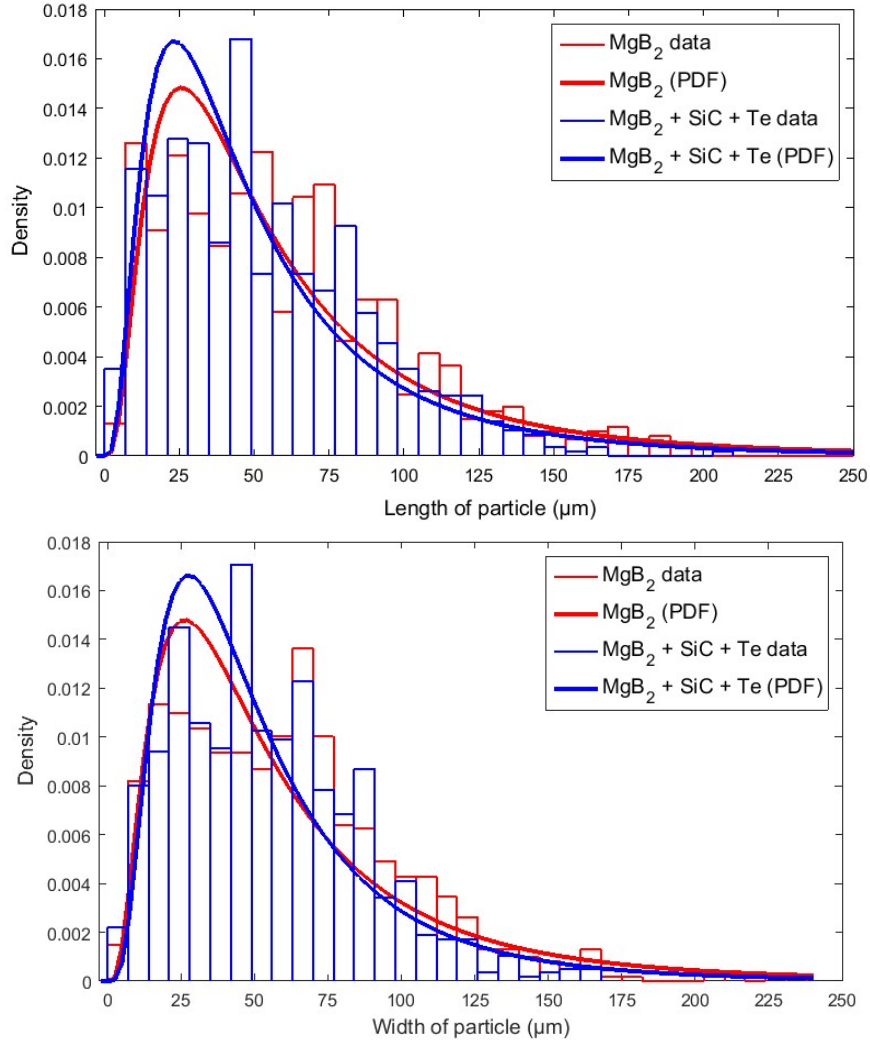 0.018
0.016
0.014
0.012
0.01
0.008
0.006
0.004
0.002
0
Density
MgB2 data
MgB2 (PDF)
MgB2 + SiC + Te data
MgB2 + SiC + Te (PDF)
0 25 50 75 100 125 150 175 200 225 250
Length of particle (µm)
0.018
0.016
0.014
0.012
0.01
0.008
0.006
0.004
0.002
0
Density
MgB2 data
MgB2 (PDF)
MgB2 + SiC + Te data
MgB2 + SiC + Te (PDF)
0 25 50 75 100 125 150 175 200 225 250
Width of particle (µm)